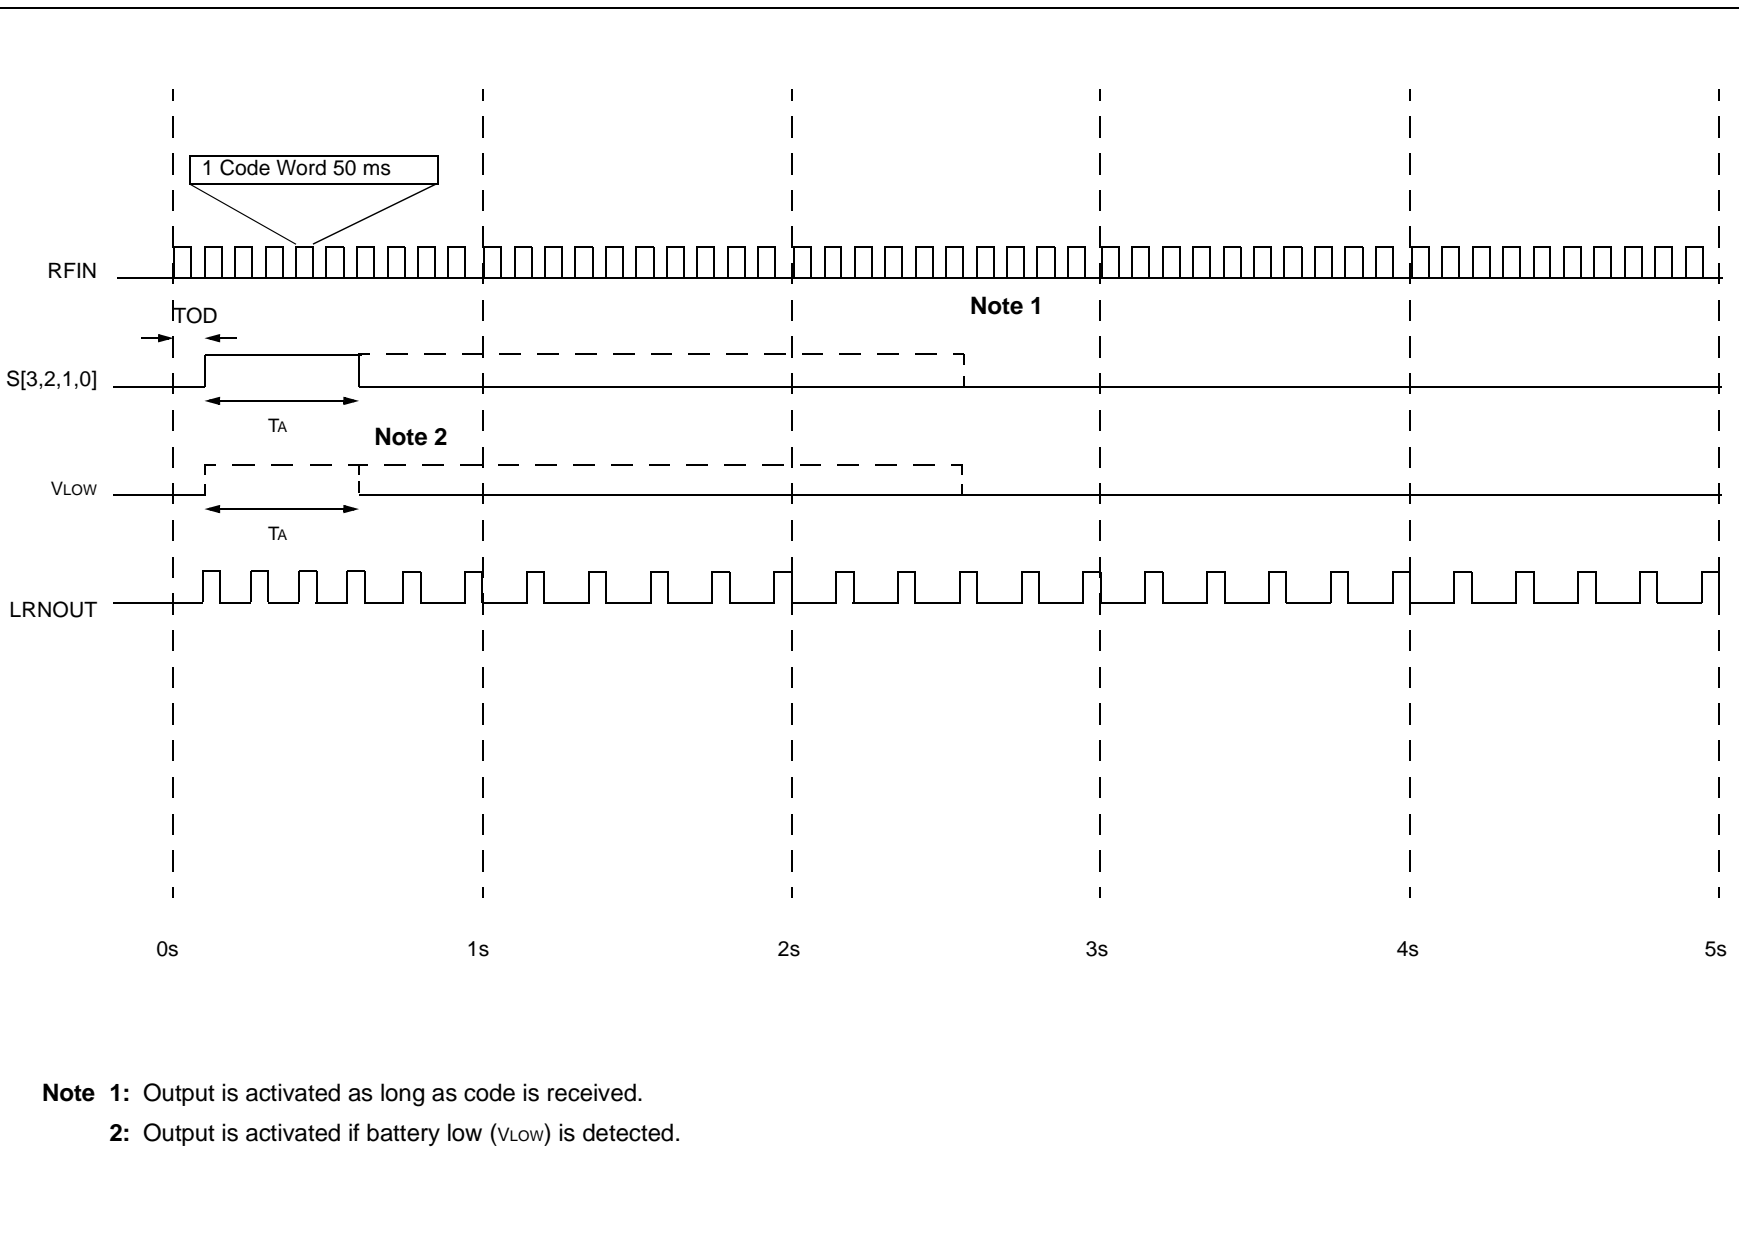 1 Code Word 50 ms
RFIN
Note 1
TOD
S[3,2,1,0]
TA
Note 2
VLOW
TA
LRNOUT
0s 1s 2s 3s 4s 5s
Note 1: Output is activated as long as code is received.
2: Output is activated if battery low (VLOW) is detected.